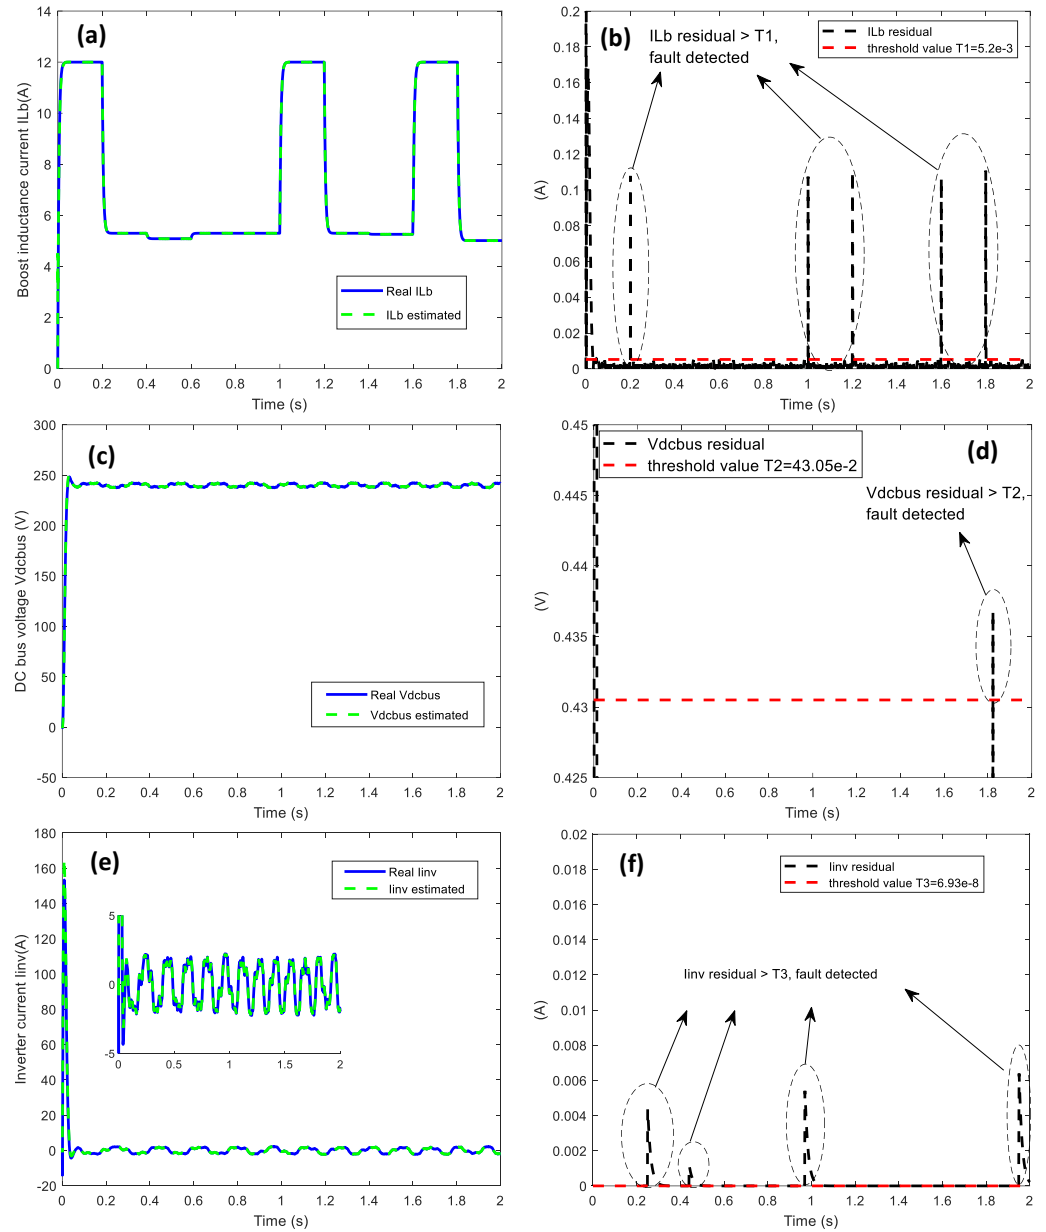 (a)
Boost inductance current ILb(A)
14
12
10
8
6
4
2
0
0 0.2 0.4 0.6 0.8 1 1.2 1.4 1.6 1.8 2
Time (s)
Real ILb
ILb estimated
(b)
ILb residual > T1,
fault detected
ILb residual
threshold value T1=5.2e-3
(A)
0.2
0.18
0.16
0.14
0.12
0.1
0.08
0.06
0.04
0.02
0
0 0.2 0.4 0.6 0.8 1 1.2 1.4 1.6 1.8 2
Time (s)
(c)
DC bus voltage Vdcbus (V)
300
250
200
150
100
50
0
-50
0 0.2 0.4 0.6 0.8 1 1.2 1.4 1.6 1.8 2
Time (s)
Real Vdcbus
Vdcbus estimated
(d)
Vdcbus residual
threshold value T2=43.05e-2
Vdcbus residual > T2,
fault detected
(V)
0.45
0.445
0.44
0.435
0.43
0.425
0 0.2 0.4 0.6 0.8 1 1.2 1.4 1.6 1.8 2
Time (s)
(e)
Inverter current Iinv(A)
180
160
140
120
100
80
60
40
20
0
-20
0 0.2 0.4 0.6 0.8 1 1.2 1.4 1.6 1.8 2
Time (s)
Real Iinv
Iinv estimated
5
0
-5
0 0.5 1 1.5 2
(f)
Iinv residual
threshold value T3=6.93e-8
Iinv residual > T3, fault detected
(A)
0.02
0.018
0.016
0.014
0.012
0.01
0.008
0.006
0.004
0.002
0
0 0.2 0.4 0.6 0.8 1 1.2 1.4 1.6 1.8 2
Time (s)